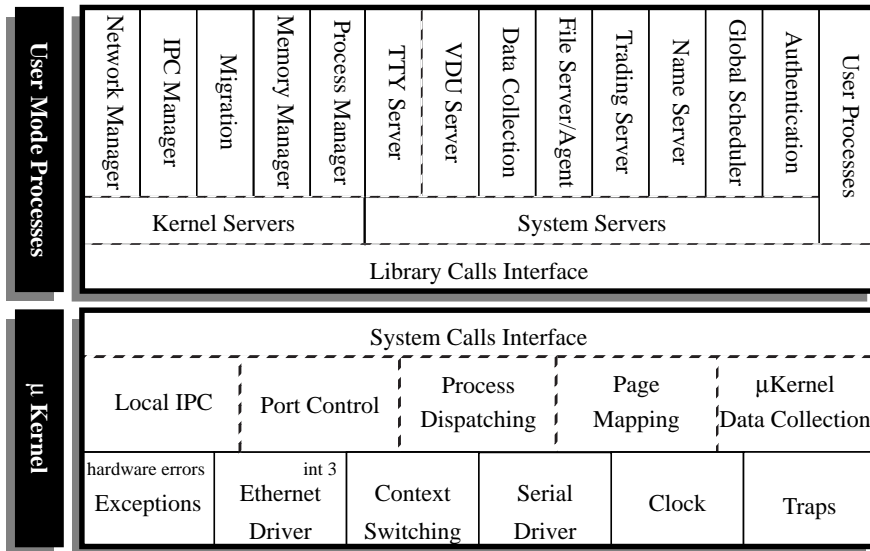 User Mode Processes
Network Manager
IPC Manager
Migration
Memory Manager
Process Manager
TTY Server
VDU Server
Data Collection
File Server/Agent
Trading Server
Name Server
Global Scheduler
Authentication
User Processes
Kernel Servers
System Servers
Library Calls Interface
μ Kernel
System Calls Interface
Local IPC
Port Control
Process
Dispatching
Page
Mapping
μKernel
Data Collection
hardware errors
Exceptions
int 3
Ethernet
Driver
Context
Switching
Serial
Driver
Clock
Traps